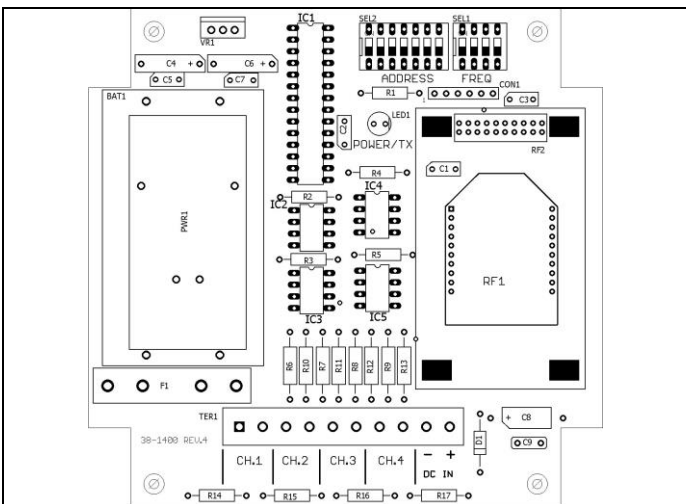 VR1
IC1
SEL2
SEL1
C4 +
C6 +
C5
C7
ADDRESS
FREQ
BAT1
R1
CON1
1
C3
C2
LED1
POWER/TX
RF2
R4
C1
IC4
R2
IC2
PWR1
R3
R5
RF1
IC3
IC5
R6
R10
R7
R11
R8
R12
R9
R13
F1
TER1
+ C8
D1
C9
38-1400 REV.4
CH.1
CH.2
CH.3
CH.4
- +
DC IN
R14
R15
R16
R17